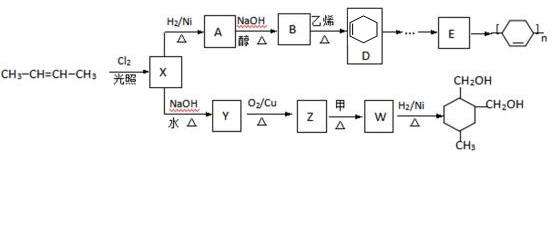 CH₃-CH=CH-CH₃
Cl₂
光照
X
H₂/Ni
△
A
NaOH
醇 △
B
乙烯
△
D
...
E
[ ]n
NaOH
水 △
Y
O₂/Cu
△
Z
甲
△
W
H₂/Ni
△
CH₂OH
CH₂OH
CH₃